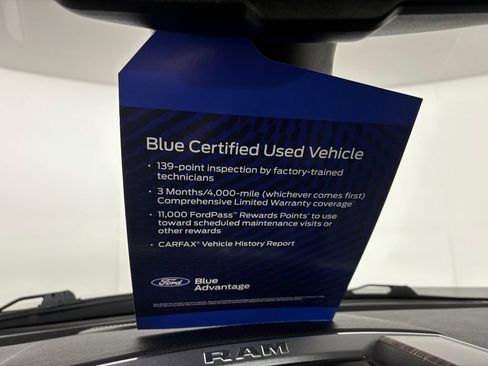 Blue Certified Used Vehicle
• 139-point inspection by factory-trained
technicians
• 3 Months/4,000-mile (whichever comes first)
Comprehensive Limited Warranty coverage*
• 11,000 FordPass™ Rewards Points† to use
toward scheduled maintenance visits or
other rewards
• CARFAX® Vehicle History Report
Ford
Blue
Advantage
RAM